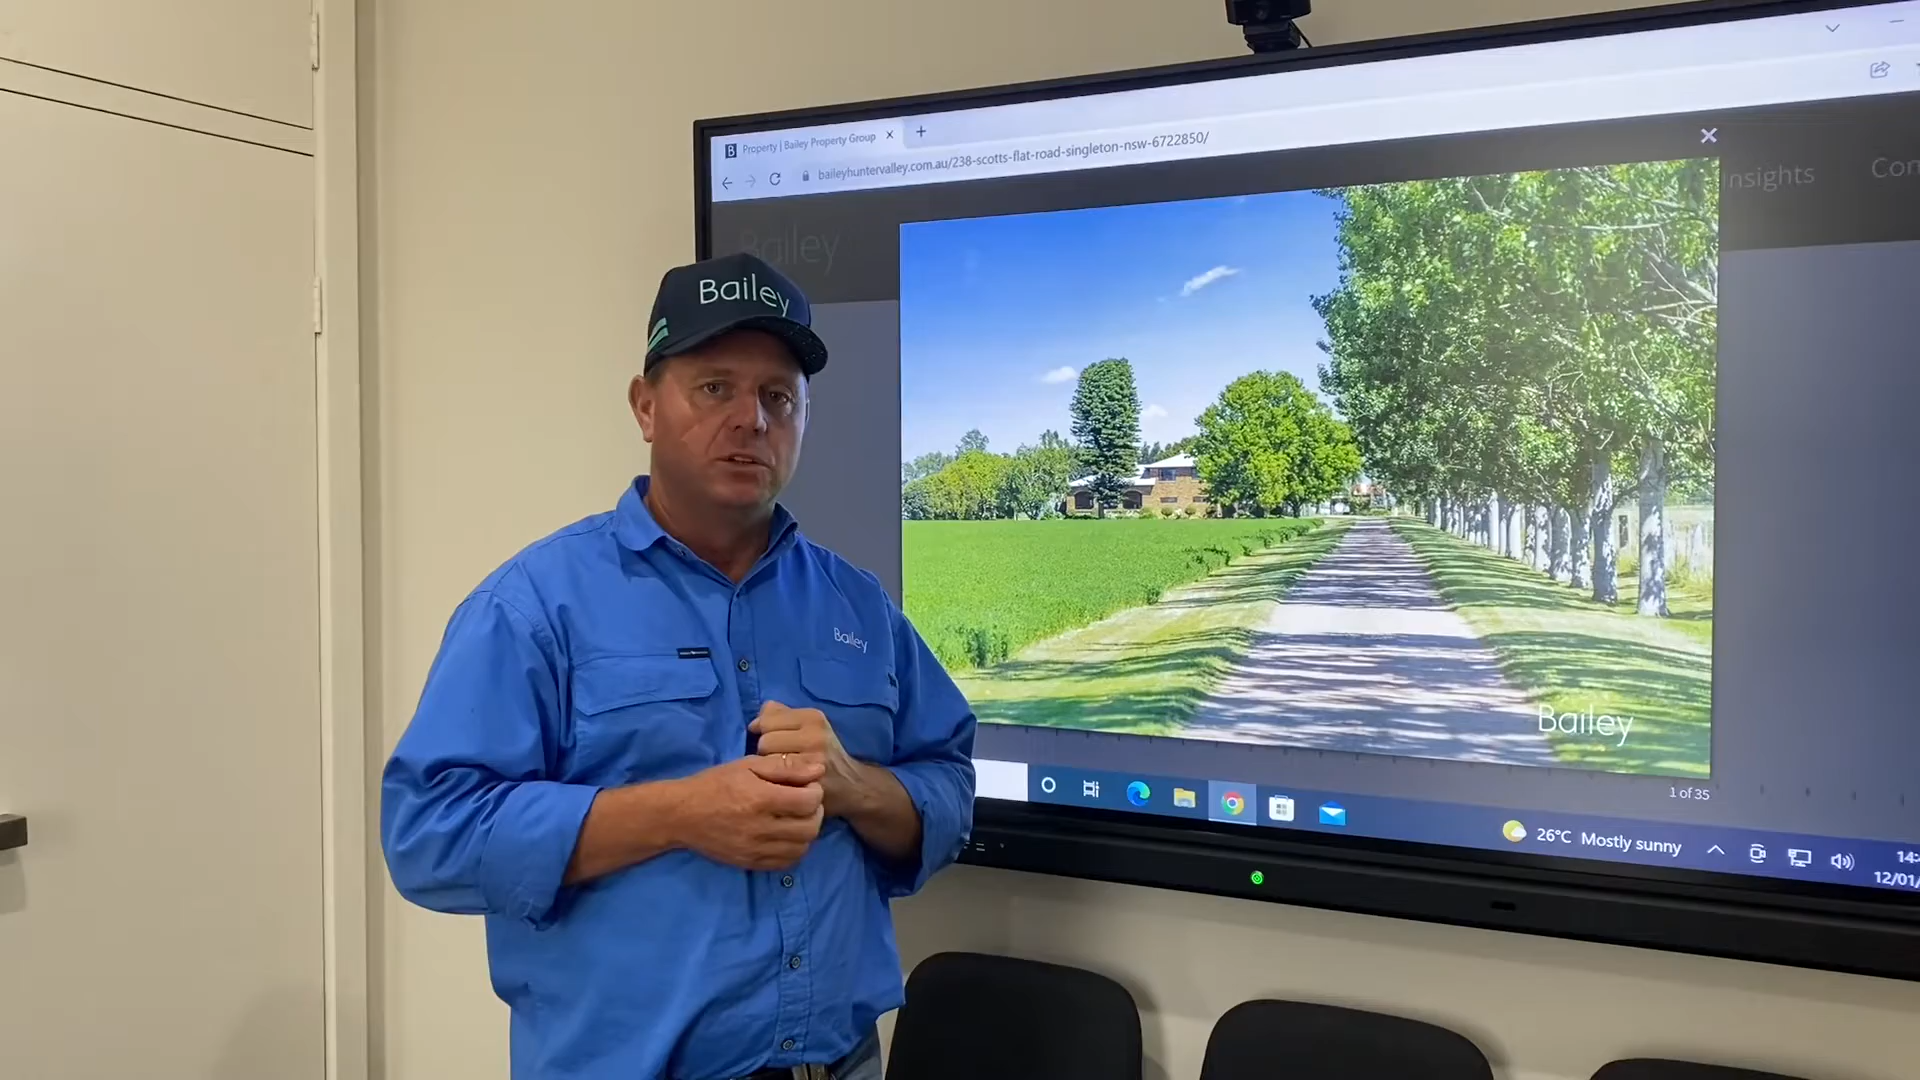 Property | Bailey Property Group
baileyhuntervalley.com.au/238-scotts-flat-road-singleton-nsw-6722850/
Bailey
Insights
Con
Bailey
Bailey
Bailey
1 of 35
26°C Mostly sunny
14:
12/01/